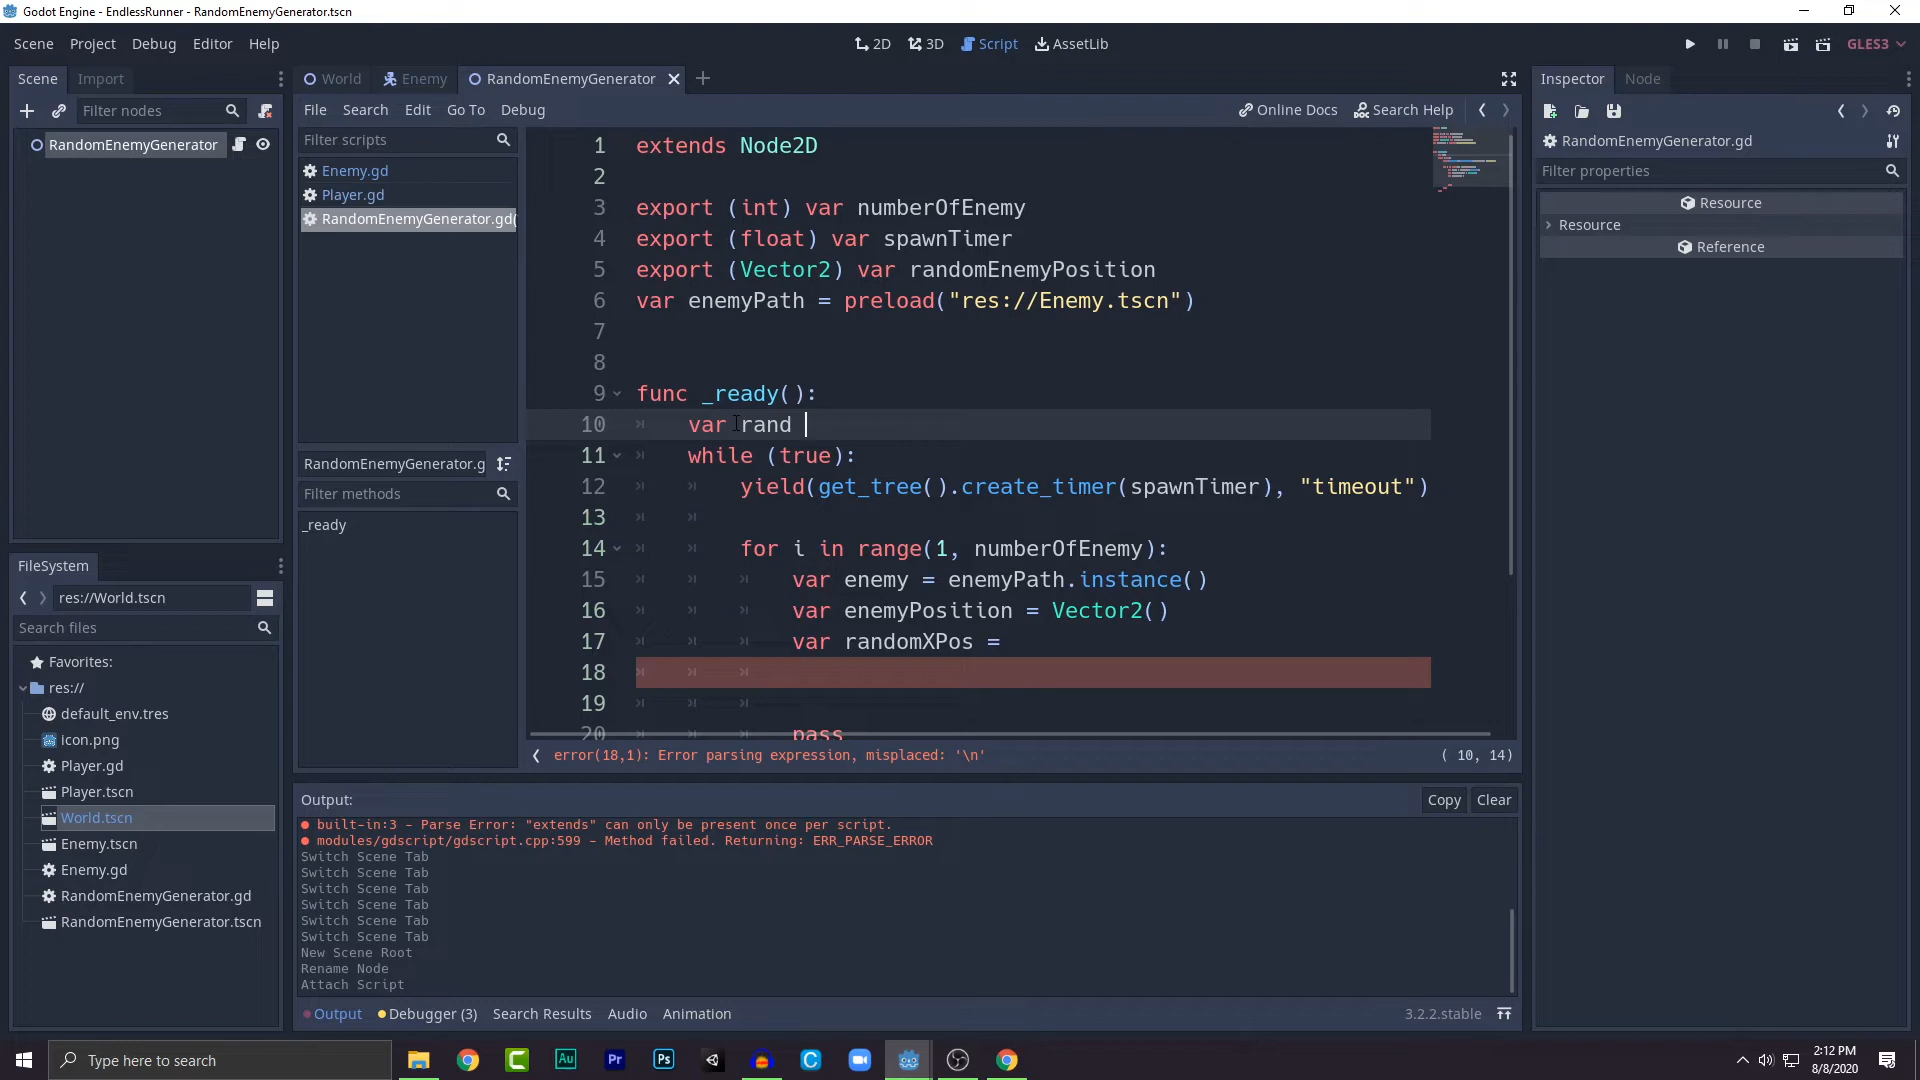 Godot Engine - EndlessRunner - RandomEnemyGenerator.tscn
Scene Project Debug Editor Help
2D 3D Script AssetLib
GLES3
Scene Import
World Enemy RandomEnemyGenerator
Inspector Node
Filter nodes
File Search Edit Go To Debug
Online Docs Search Help
RandomEnemyGenerator
Filter scripts
Enemy.gd
Player.gd
RandomEnemyGenerator.gd(
RandomEnemyGenerator.g
Filter methods
_ready
1 extends Node2D
2
3 export (int) var numberOfEnemy
4 export (float) var spawnTimer
5 export (Vector2) var randomEnemyPosition
6 var enemyPath = preload("res://Enemy.tscn")
7
8
9 func _ready():
10 var rand
11 while (true):
12 yield(get_tree().create_timer(spawnTimer), "timeout")
13
14 for i in range(1, numberOfEnemy):
15 var enemy = enemyPath.instance()
16 var enemyPosition = Vector2()
17 var randomXPos =
18
19
20 pass
error(18,1): Error parsing expression, misplaced: '\n'
( 10, 14)
RandomEnemyGenerator.gd
Filter properties
Resource
Resource
Reference
FileSystem
res://World.tscn
Search files
Favorites:
res://
default_env.tres
icon.png
Player.gd
Player.tscn
World.tscn
Enemy.tscn
Enemy.gd
RandomEnemyGenerator.gd
RandomEnemyGenerator.tscn
Output:
Copy Clear
built-in:3 - Parse Error: "extends" can only be present once per script.
modules/gdscript/gdscript.cpp:599 - Method failed. Returning: ERR_PARSE_ERROR
Switch Scene Tab
Switch Scene Tab
Switch Scene Tab
Switch Scene Tab
Switch Scene Tab
Switch Scene Tab
New Scene Root
Rename Node
Attach Script
Output Debugger (3) Search Results Audio Animation
3.2.2.stable
Type here to search
Au
Pr
Ps
2:12 PM
8/8/2020